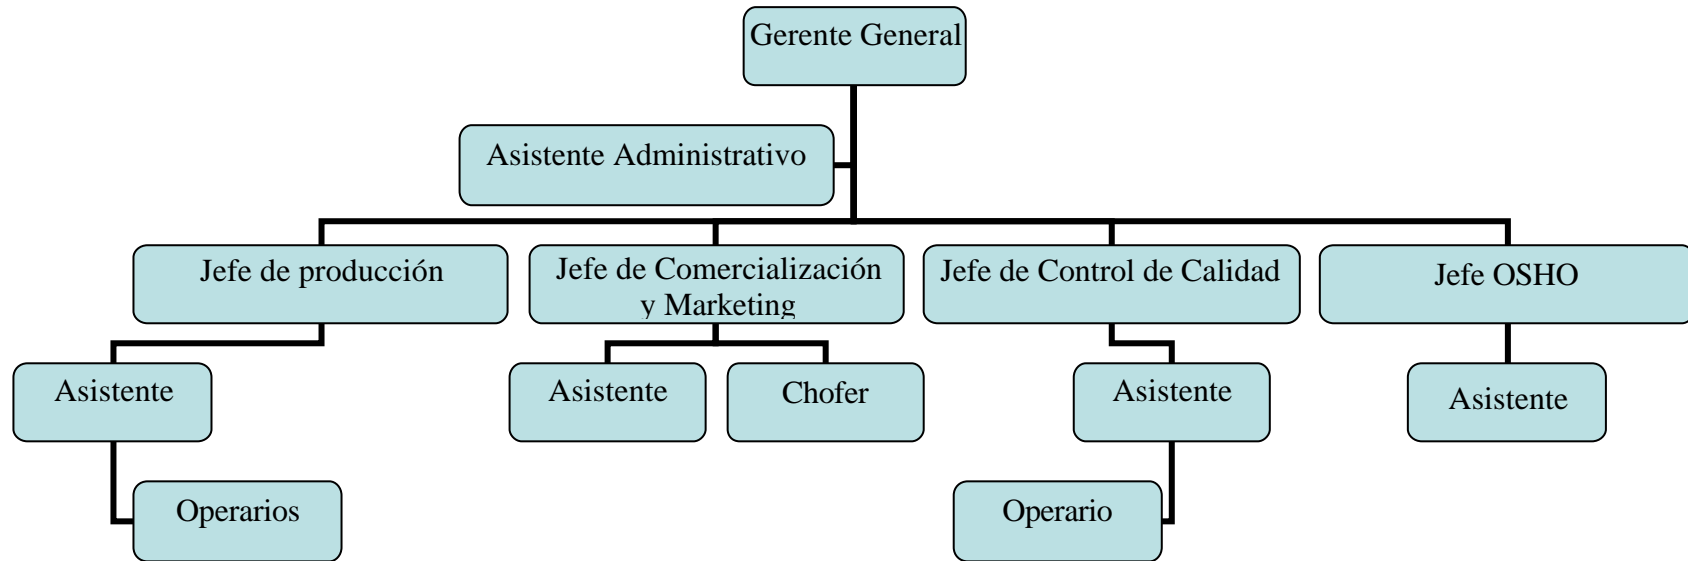 Gerente General
Asistente Administrativo
Jefe de producción
Jefe de Comercialización
y Marketing
Jefe de Control de Calidad
Jefe OSHO
Asistente
Asistente
Chofer
Asistente
Asistente
Operarios
Operario